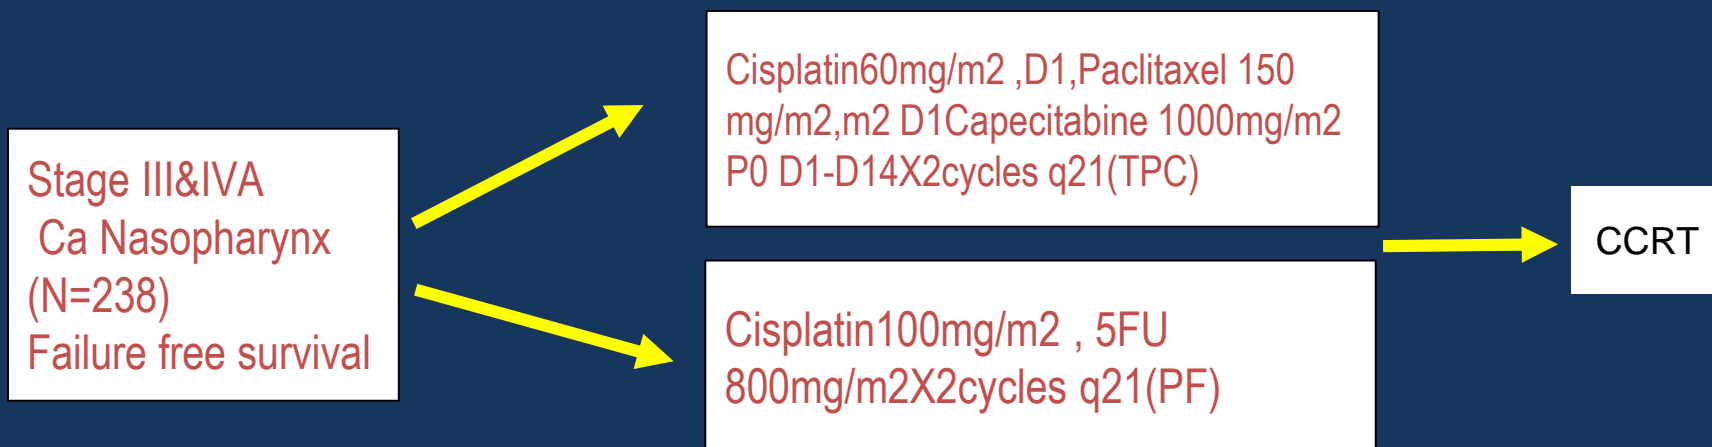 Stage III&IVA
Ca Nasopharynx
(N=238)
Failure free survival
Cisplatin60mg/m2 ,D1,Paclitaxel 150
mg/m2,m2 D1Capecitabine 1000mg/m2
P0 D1-D14X2cycles q21(TPC)
Cisplatin100mg/m2 , 5FU
800mg/m2X2cycles q21(PF)
CCRT